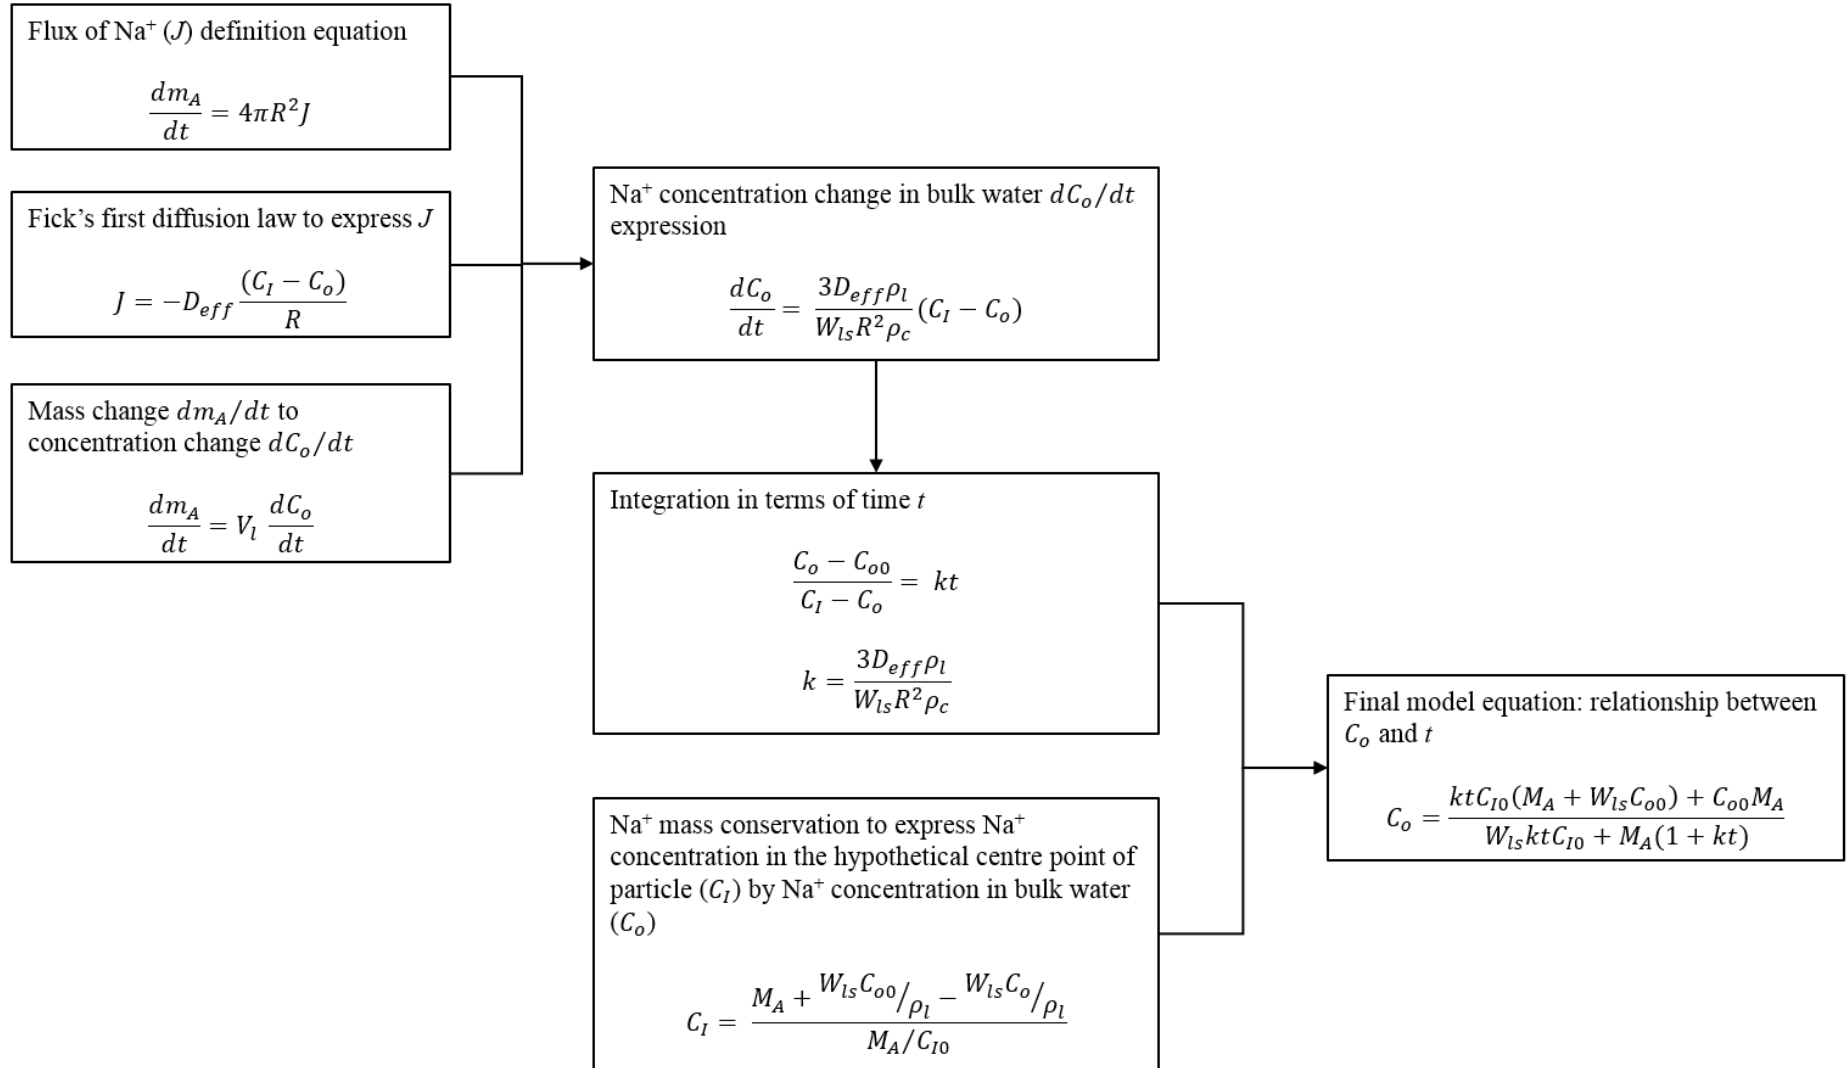 Flux of Na⁺ (J) definition equation
dm_A/dt = 4πR²J
Fick’s first diffusion law to express J
J = −D_eff (C_I − C_o)/R
Mass change dm_A/dt to
concentration change dC_o/dt
dm_A/dt = V_l dC_o/dt
Na⁺ concentration change in bulk water dC_o/dt
expression
dC_o/dt = 3D_eff ρ_l/(W_ls R² ρ_c) (C_I − C_o)
Integration in terms of time t
(C_o − C_o0)/(C_I − C_o) = kt
k = 3D_eff ρ_l/(W_ls R² ρ_c)
Na⁺ mass conservation to express Na⁺
concentration in the hypothetical centre point of
particle (C_I) by Na⁺ concentration in bulk water
(C_o)
C_I = (M_A + W_ls C_o0/ρ_l − W_ls C_o/ρ_l)/(M_A/C_I0)
Final model equation: relationship between
C_o and t
C_o = (ktC_I0(M_A + W_ls C_o0) + C_o0 M_A)/(W_ls ktC_I0 + M_A(1 + kt))